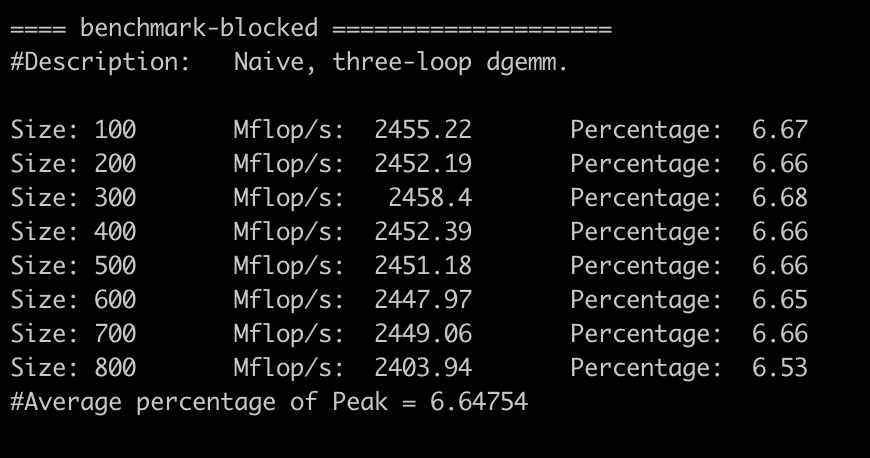 ==== benchmark-blocked ====================
#Description:   Naive, three-loop dgemm.

Size: 100       Mflop/s:  2455.22       Percentage:  6.67
Size: 200       Mflop/s:  2452.19       Percentage:  6.66
Size: 300       Mflop/s:   2458.4       Percentage:  6.68
Size: 400       Mflop/s:  2452.39       Percentage:  6.66
Size: 500       Mflop/s:  2451.18       Percentage:  6.66
Size: 600       Mflop/s:  2447.97       Percentage:  6.65
Size: 700       Mflop/s:  2449.06       Percentage:  6.66
Size: 800       Mflop/s:  2403.94       Percentage:  6.53
#Average percentage of Peak = 6.64754